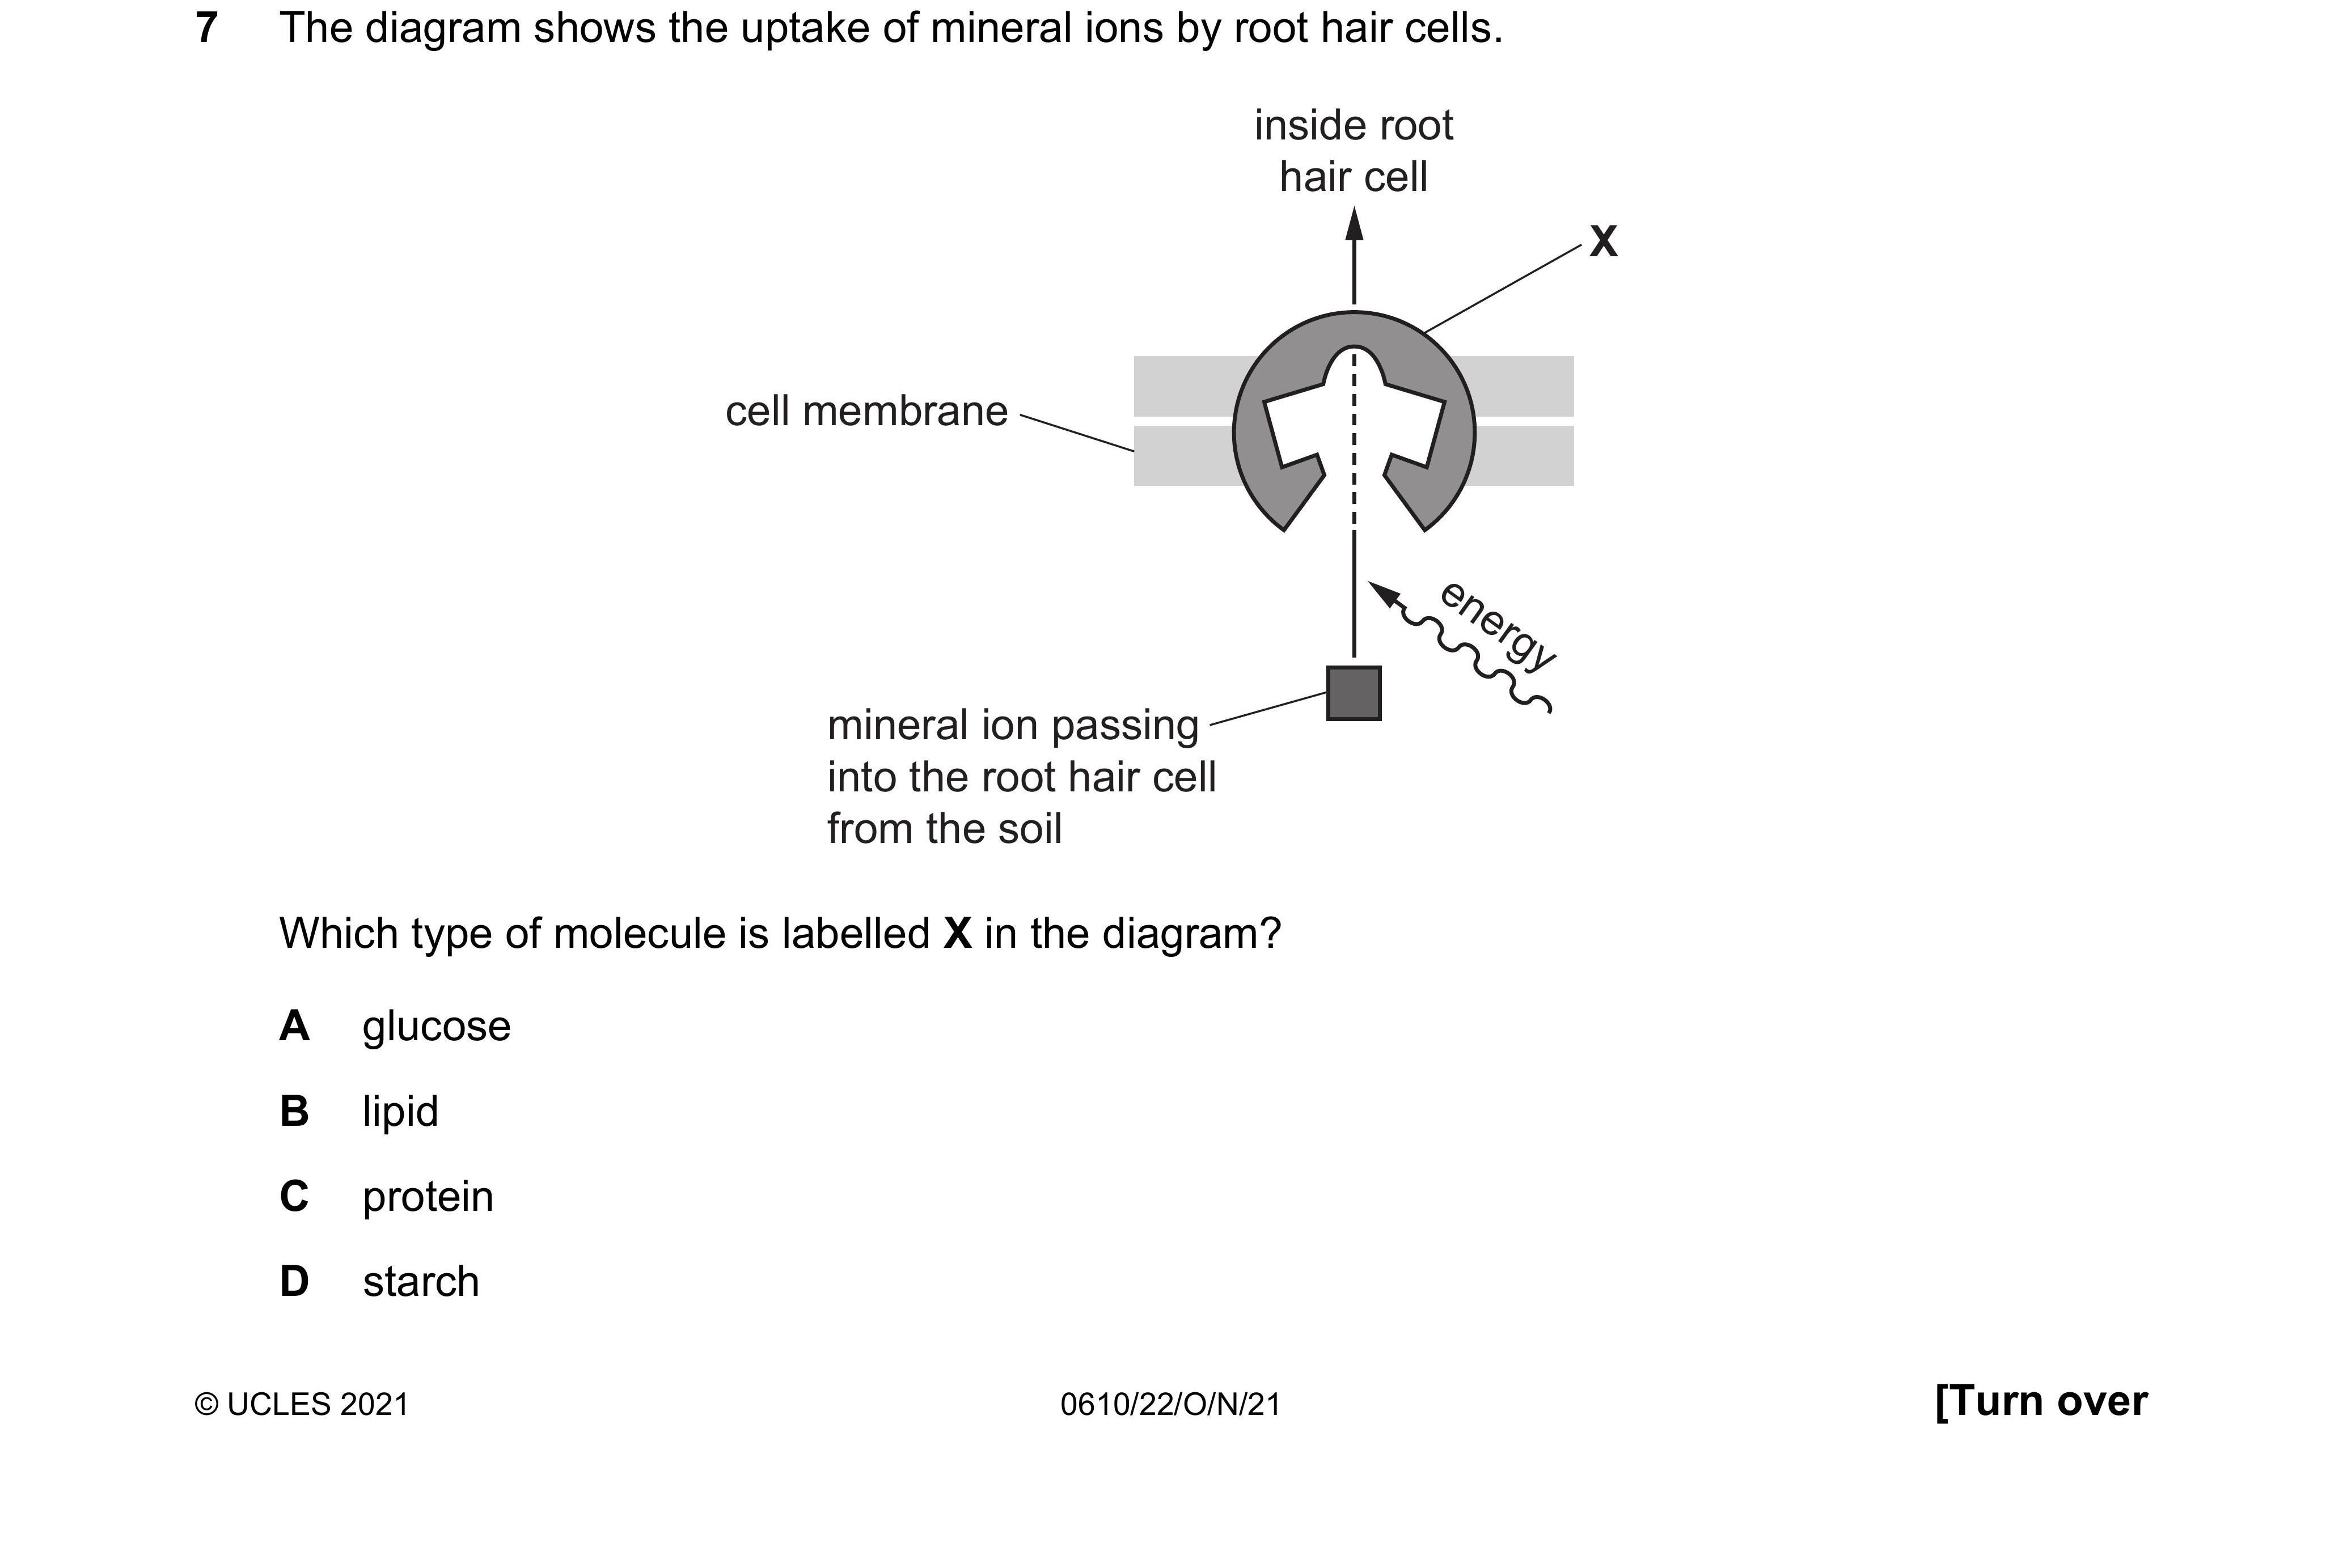 7 The diagram shows the uptake of mineral ions by root hair cells.
inside root
hair cell
X
cell membrane
energy
mineral ion passing
into the root hair cell
from the soil
Which type of molecule is labelled X in the diagram?
A glucose
B lipid
C protein
D starch
© UCLES 2021 0610/22/O/N/21 [Turn over